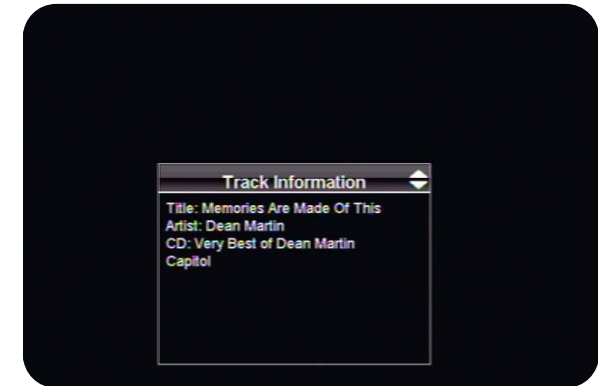 Track Information
Title: Memories Are Made Of This
Artist: Dean Martin
CD: Very Best of Dean Martin
Capitol